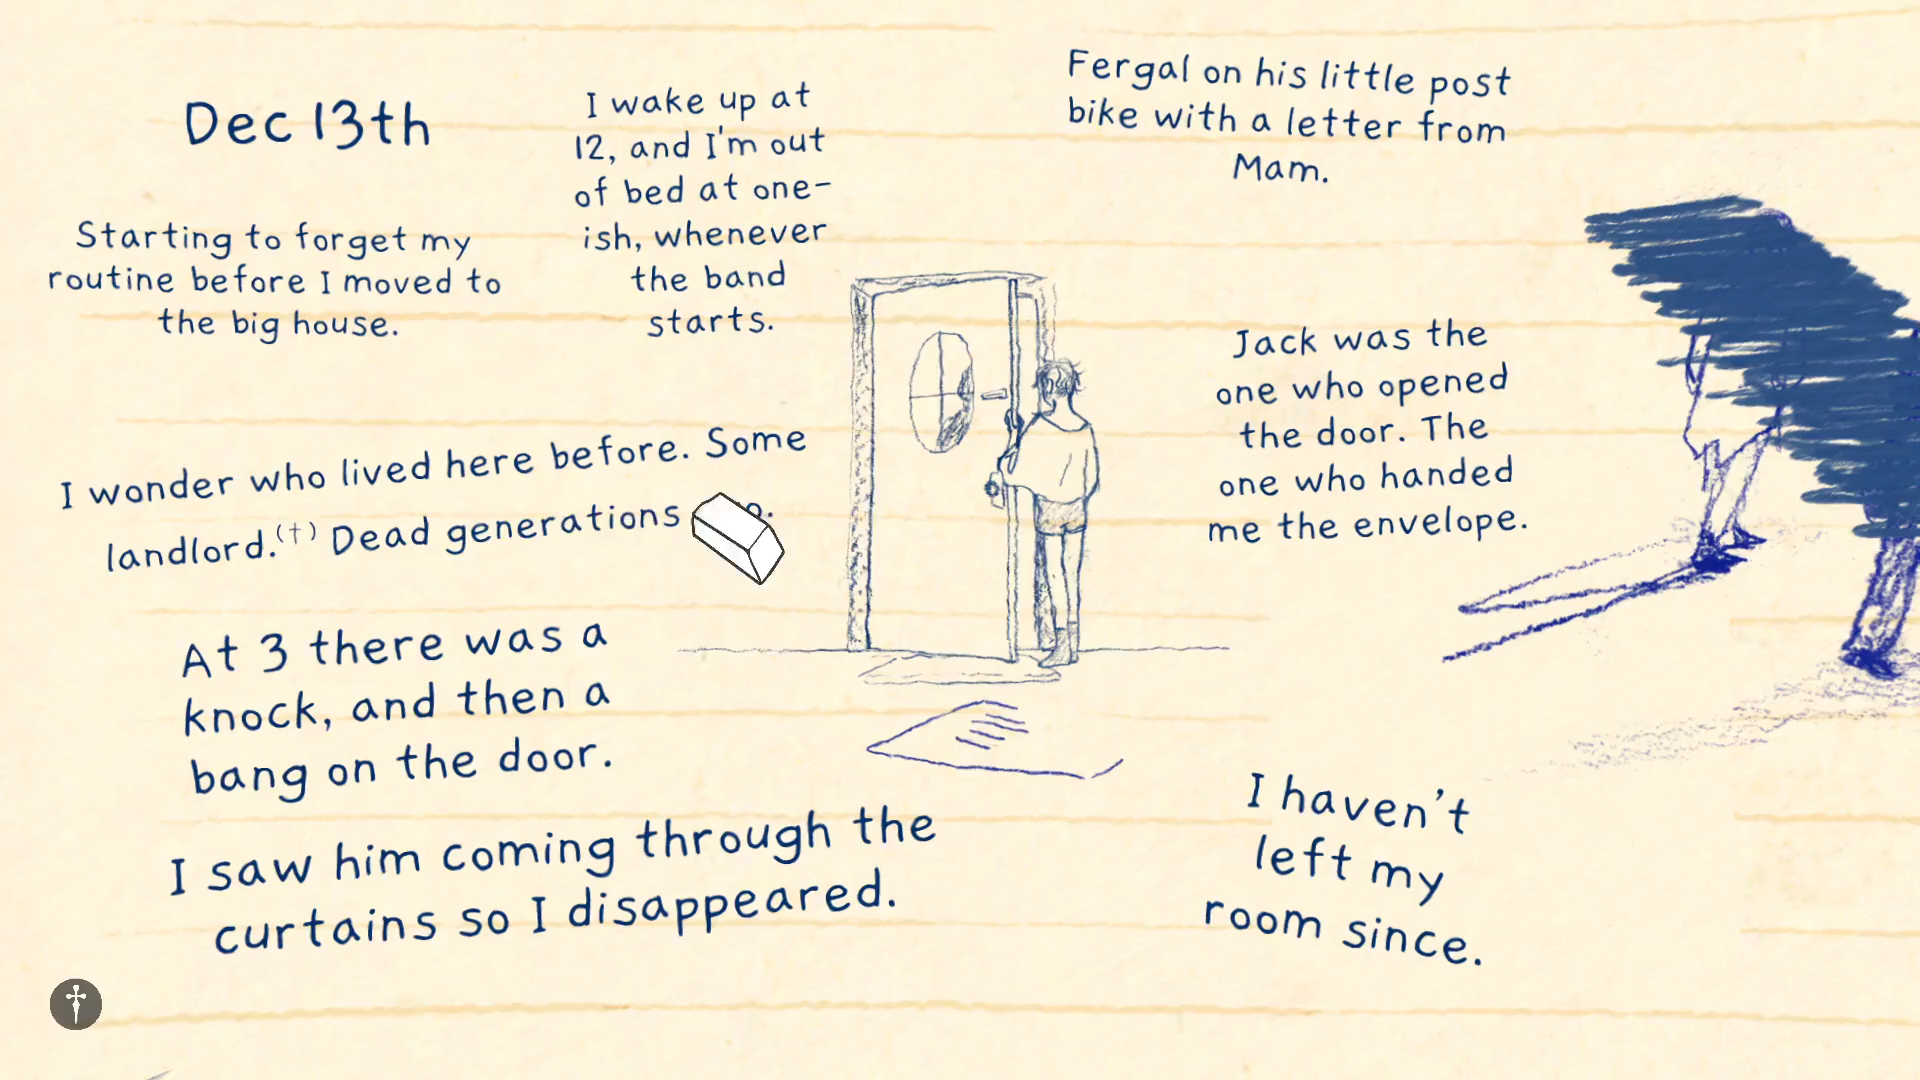 Dec 13th
Starting to forget my
routine before I moved to
the big house.
I wake up at
12, and I'm out
of bed at one-
ish, whenever
the band
starts.
I wonder who lived here before. Some
landlord.(†) Dead generations
At 3 there was a
knock, and then a
bang on the door.
I saw him coming through the
curtains so I disappeared.
Fergal on his little post
bike with a letter from
Mam.
Jack was the
one who opened
the door. The
one who handed
me the envelope.
I haven't
left my
room since.